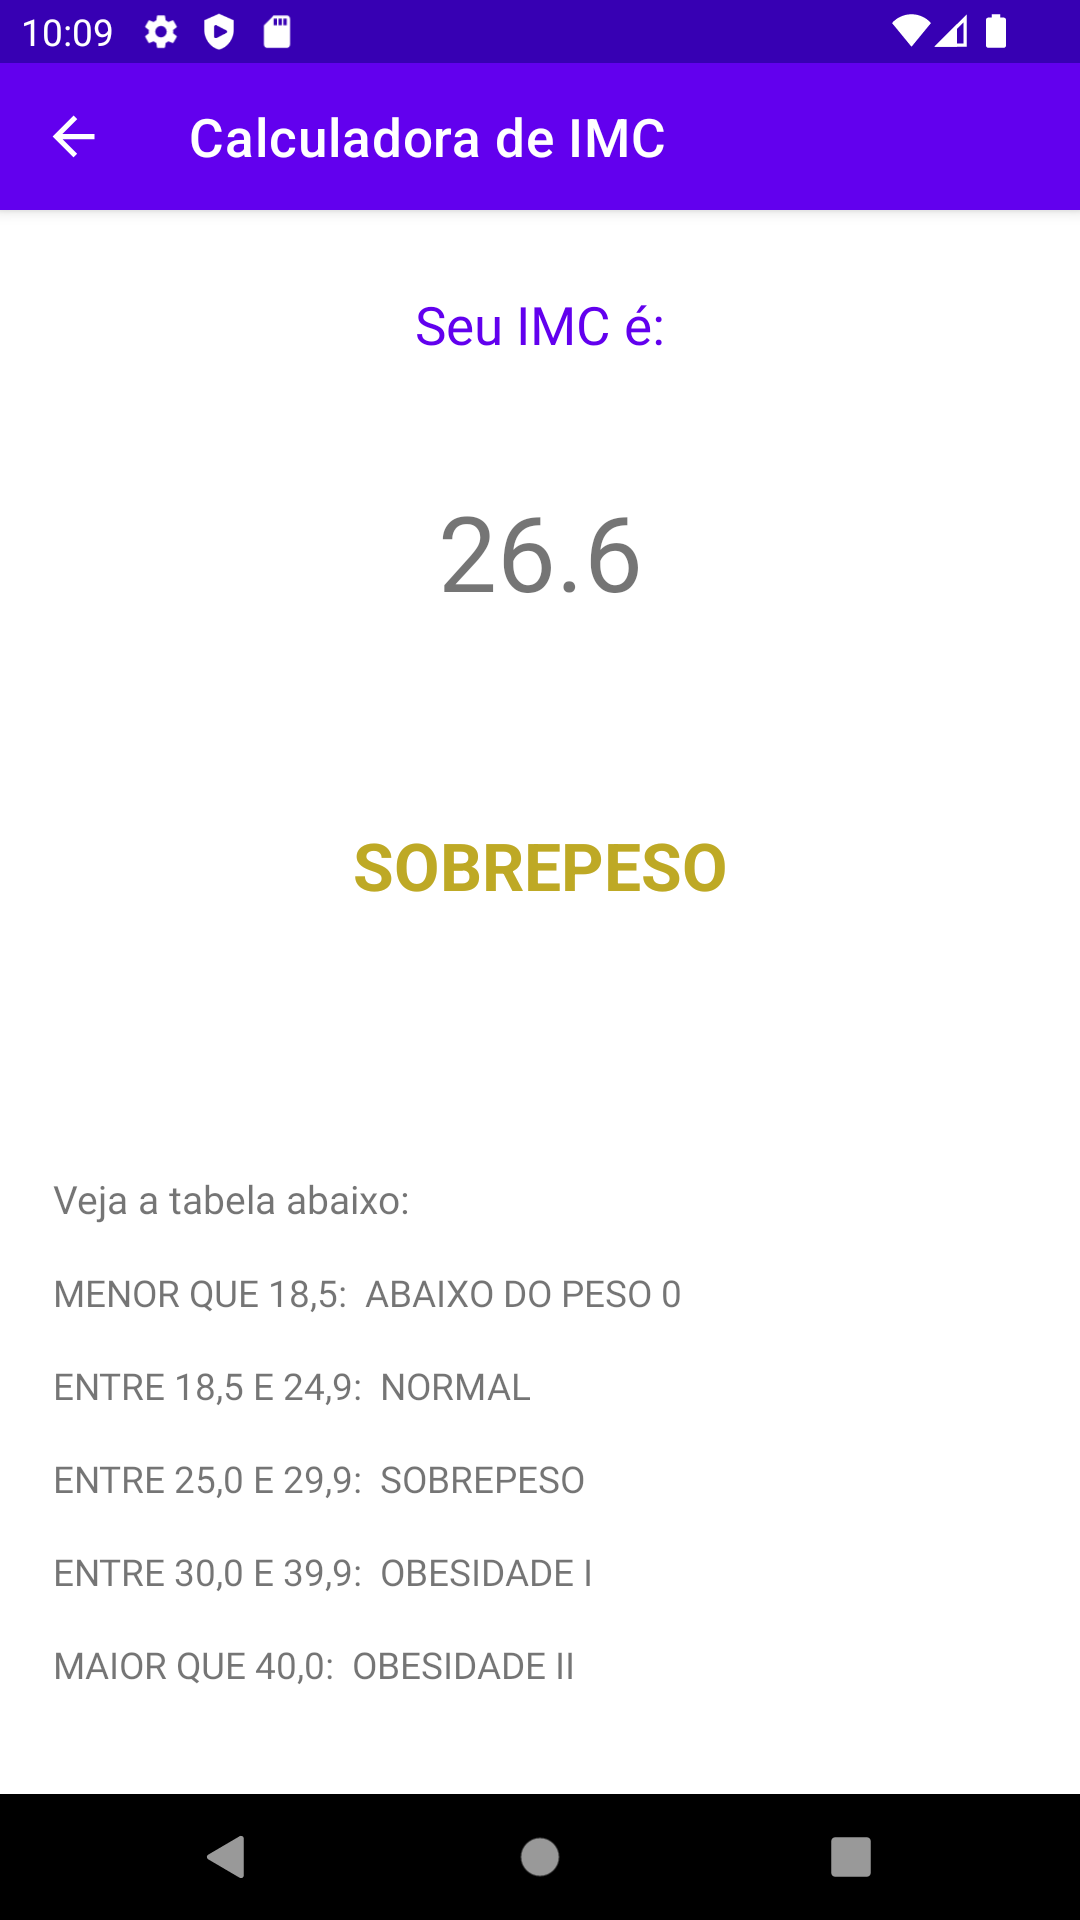 10:09
Calculadora de IMC
Seu IMC é:
26.6
SOBREPESO
Veja a tabela abaixo:
MENOR QUE 18,5:  ABAIXO DO PESO 0
ENTRE 18,5 E 24,9:  NORMAL
ENTRE 25,0 E 29,9:  SOBREPESO
ENTRE 30,0 E 39,9:  OBESIDADE I
MAIOR QUE 40,0:  OBESIDADE II